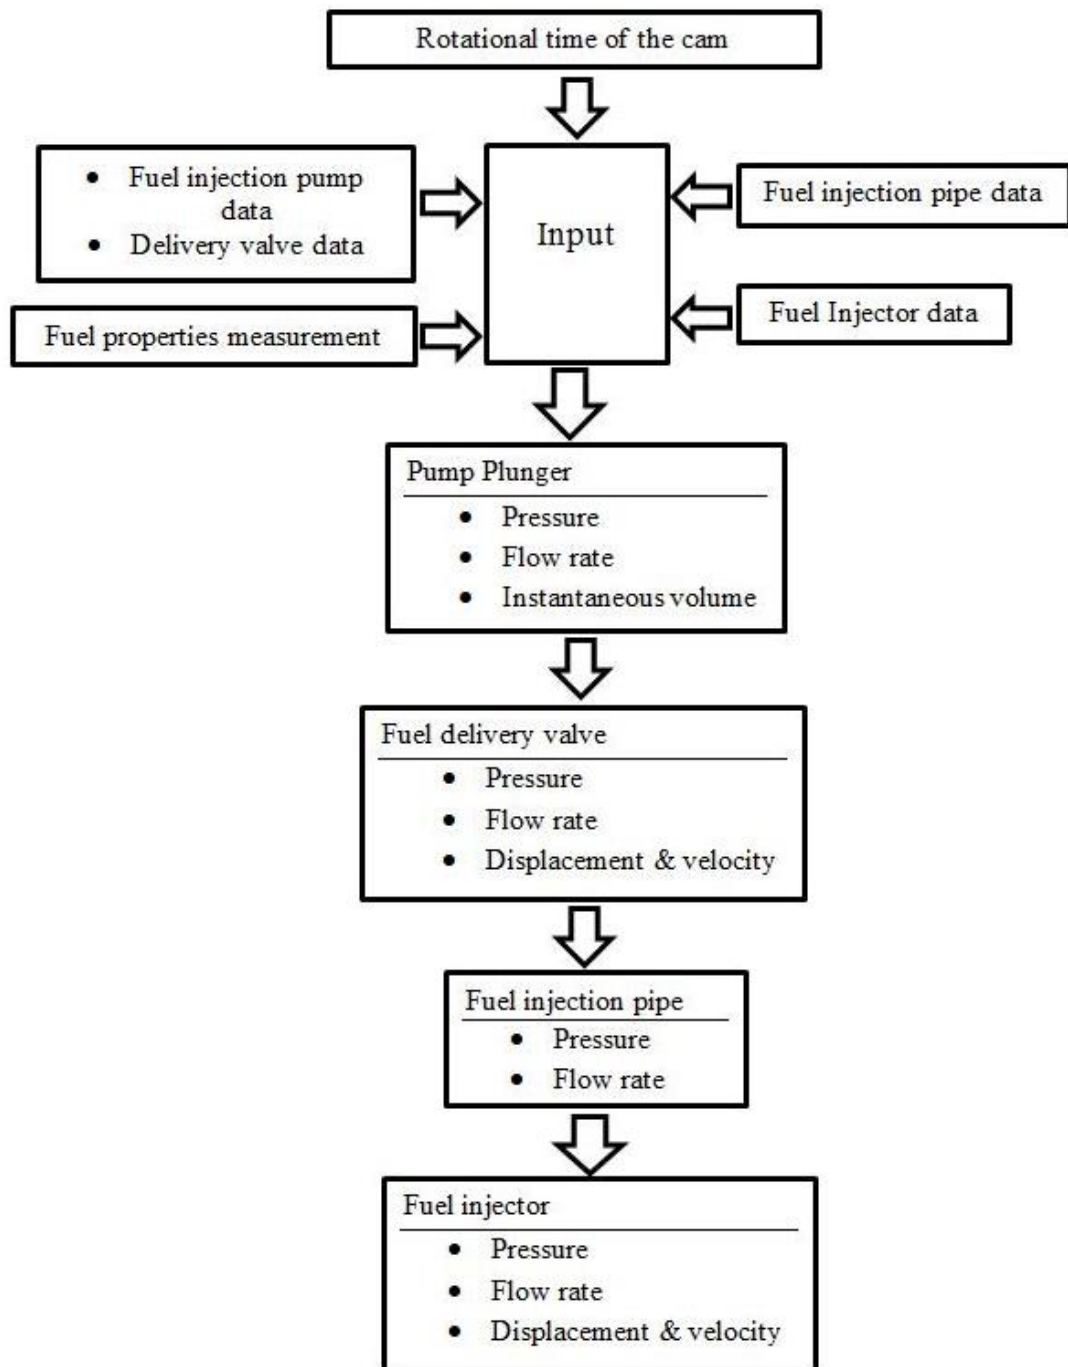 Rotational time of the cam
• Fuel injection pump
data
• Delivery valve data
Fuel properties measurement
Input
Fuel injection pipe data
Fuel Injector data
Pump Plunger
• Pressure
• Flow rate
• Instantaneous volume
Fuel delivery valve
• Pressure
• Flow rate
• Displacement & velocity
Fuel injection pipe
• Pressure
• Flow rate
Fuel injector
• Pressure
• Flow rate
• Displacement & velocity